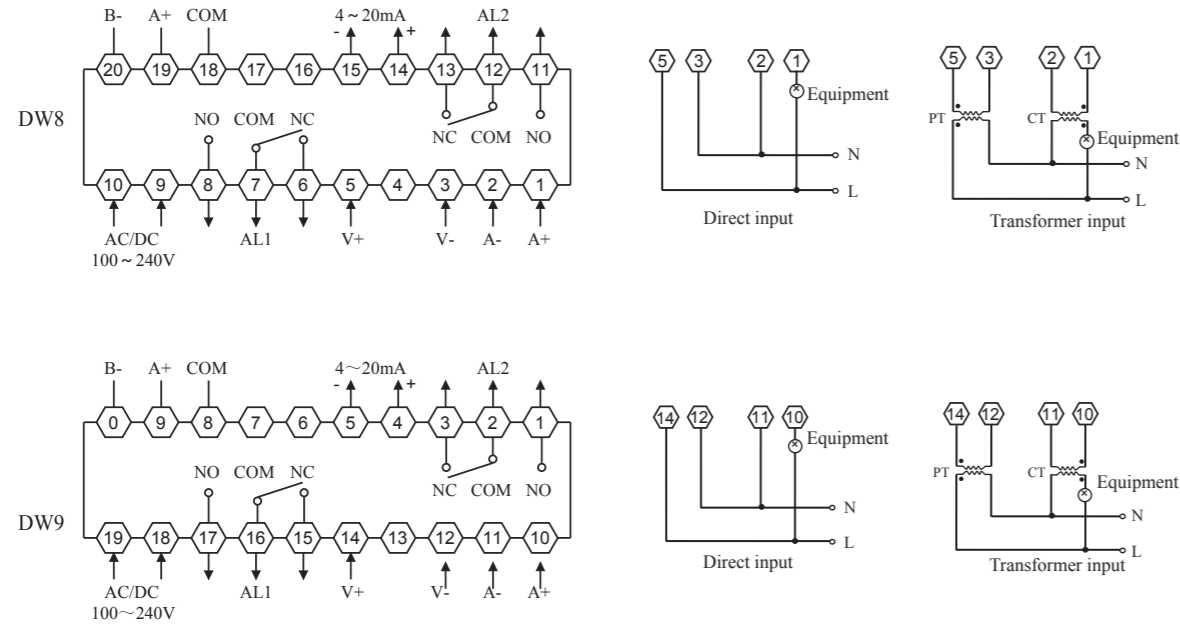 B- A+ COM 4~20mA AL2
- +
20 19 18 17 16 15 14 13 12 11
DW8
NO COM NC NC COM NO
10 9 8 7 6 5 4 3 2 1
AC/DC AL1 V+ V- A- A+
100~240V
5 3 2 1
Equipment
N
L
Direct input
5 3 2 1
PT CT
Equipment
N
L
Transformer input
B- A+ COM 4~20mA AL2
- +
0 9 8 7 6 5 4 3 2 1
DW9
NO COM NC NC COM NO
19 18 17 16 15 14 13 12 11 10
AC/DC AL1 V+ V- A- A+
100~240V
14 12 11 10
Equipment
N
L
Direct input
14 12 11 10
PT CT
Equipment
N
L
Transformer input